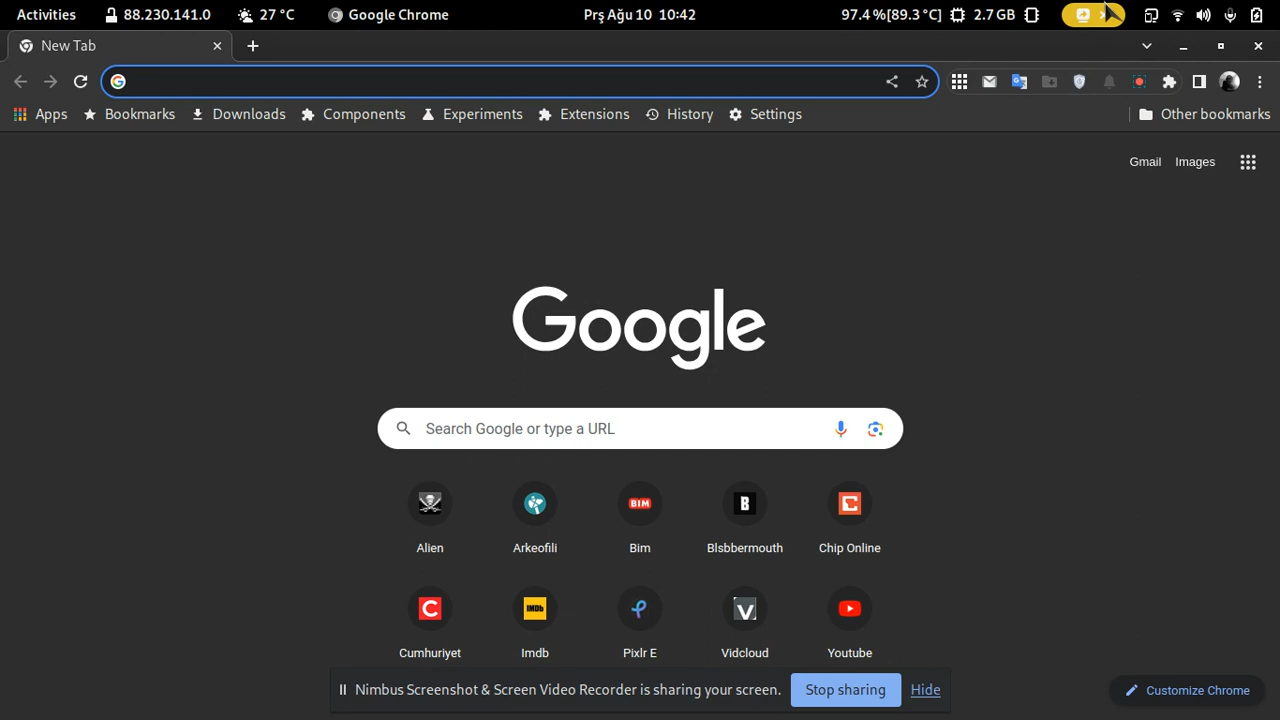 Activities 88.230.141.0 27 °C Google Chrome Prş Ağu 10 10:42 97.4%[89.3°C] 2.7GB
New Tab
Apps Bookmarks Downloads Components Experiments Extensions History Settings Other bookmarks
Gmail Images
Google
Search Google or type a URL
BIM B
Alien Arkeofili Bim Blsbbermouth Chip Online
IMDb
Cumhuriyet Imdb Pixlr E Vidcloud Youtube
Nimbus Screenshot & Screen Video Recorder is sharing your screen. Stop sharing Hide
Customize Chrome